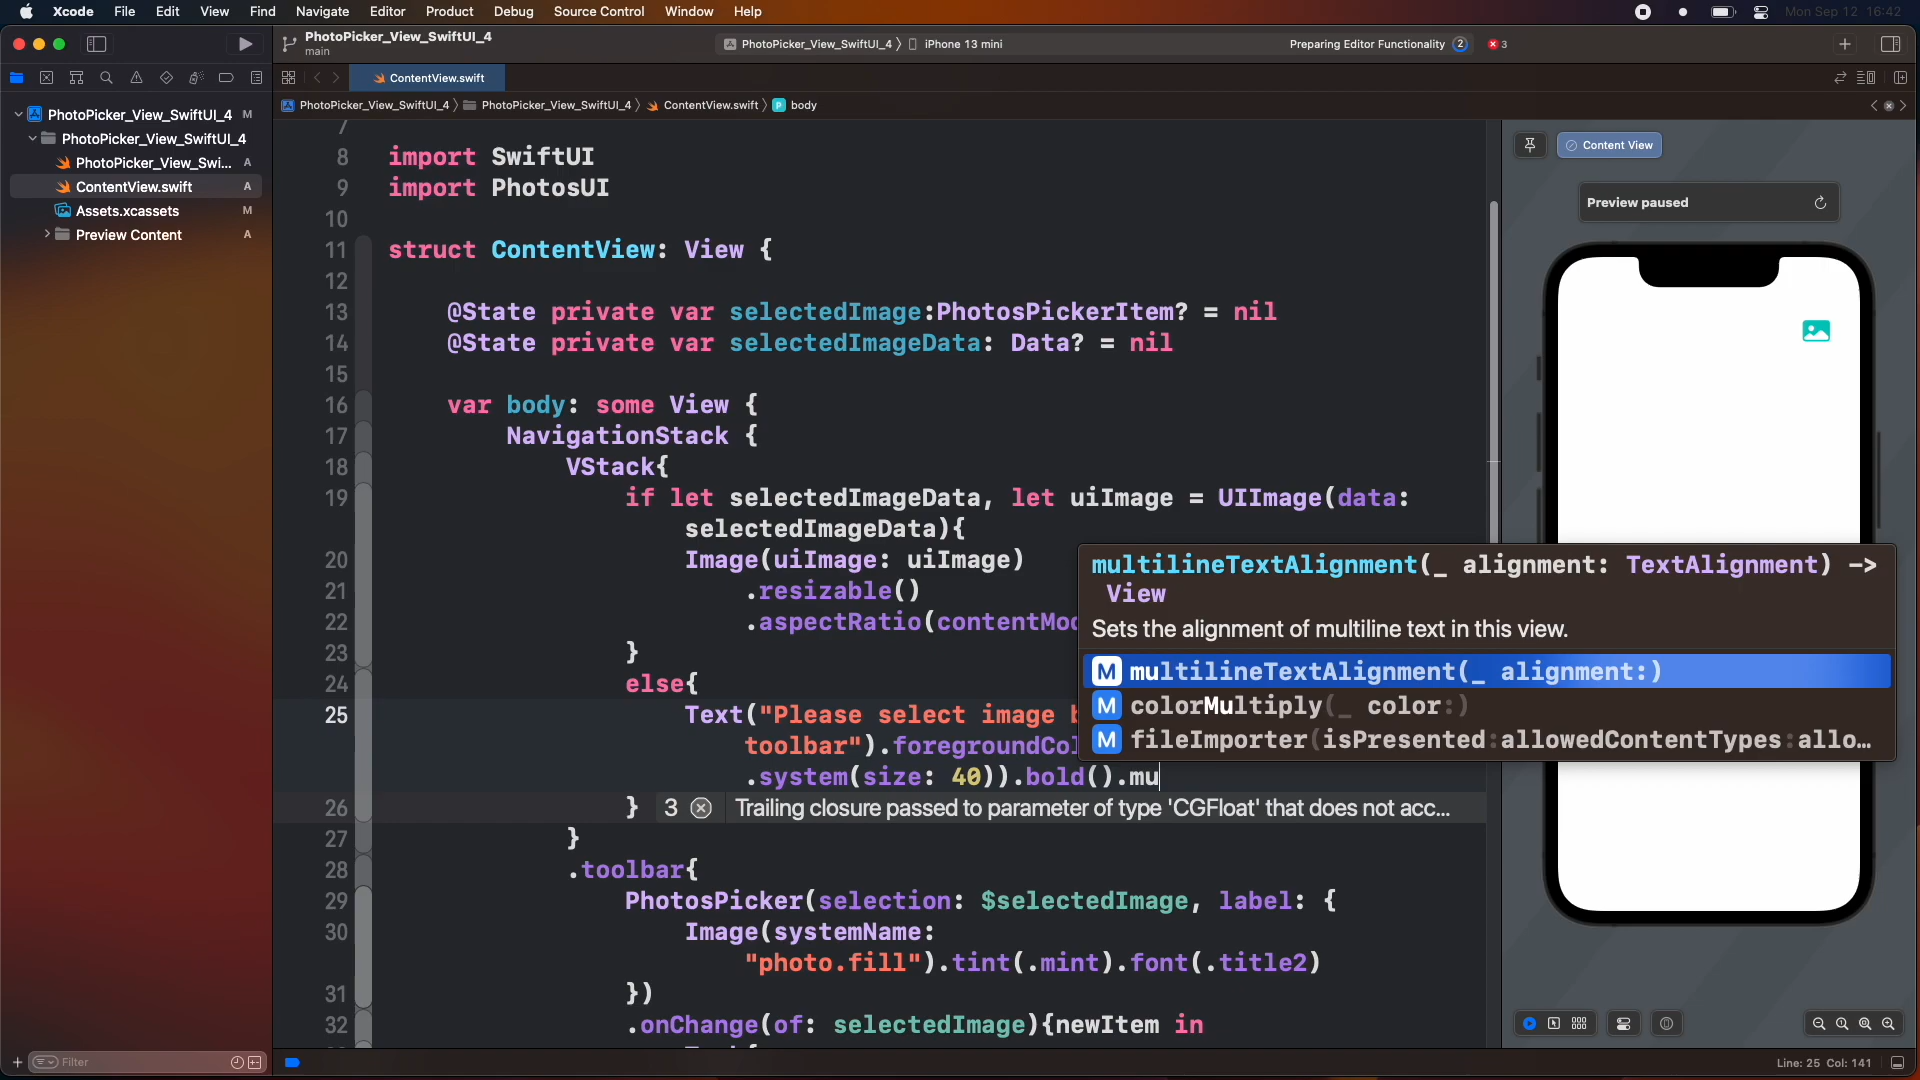 Xcode File Edit View Find Navigate Editor Product Debug Source Control Window Help Mon Sep 12 16:42
PhotoPicker_View_SwiftUI_4
main
PhotoPicker_View_SwiftUI_4 iPhone 13 mini Preparing Editor Functionality 2 3
ContentView.swift
PhotoPicker_View_SwiftUI_4 PhotoPicker_View_SwiftUI_4 ContentView.swift P body
PhotoPicker_View_SwiftUI_4 M
PhotoPicker_View_SwiftUI_4
PhotoPicker_View_Swi... A
ContentView.swift A
Assets.xcassets M
Preview Content A
Filter
7
8 import SwiftUI
9 import PhotosUI
10
11 struct ContentView: View {
12
13 @State private var selectedImage:PhotosPickerItem? = nil
14 @State private var selectedImageData: Data? = nil
15
16 var body: some View {
17 NavigationStack {
18 VStack{
19 if let selectedImageData, let uiImage = UIImage(data:
selectedImageData){
20 Image(uiImage: uiImage)
21 .resizable()
22 .aspectRatio(contentMo
23 }
24 else{
25 Text("Please select image
toolbar").foregroundCol
.system(size: 40)).bold().mu
26 } 3 Trailing closure passed to parameter of type 'CGFloat' that does not acc...
27 }
28 .toolbar{
29 PhotosPicker(selection: $selectedImage, label: {
30 Image(systemName:
"photo.fill").tint(.mint).font(.title2)
31 })
32 .onChange(of: selectedImage){newItem in
multilineTextAlignment(_ alignment: TextAlignment) ->
View
Sets the alignment of multiline text in this view.
M multilineTextAlignment(_ alignment:)
M colorMultiply(_ color:)
M fileImporter(isPresented:allowedContentTypes:allo...
Content View
Preview paused
Line: 25 Col: 141